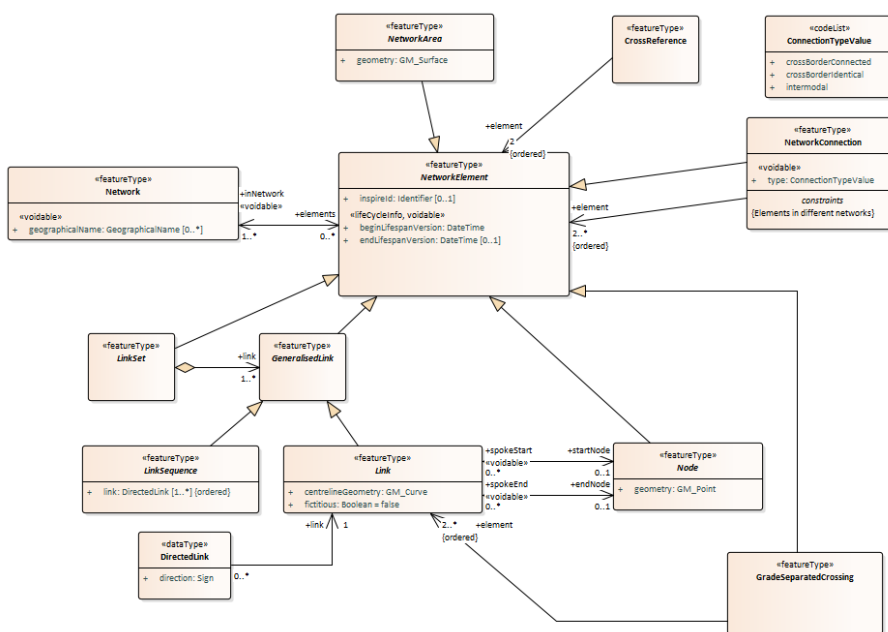 «featureType»
NetworkArea
+ geometry: GM_Surface
«featureType»
CrossReference
«codeList»
ConnectionTypeValue
+ crossBorderConnected
+ crossBorderIdentical
+ intermodal
+element
2
{ordered}
«featureType»
NetworkConnection
«voidable»
+ type: ConnectionTypeValue
constraints
{Elements in different networks}
«featureType»
Network
«voidable»
+ geographicalName: GeographicalName [0..*]
+inNetwork
«voidable»
+elements
1..*
0..*
«featureType»
NetworkElement
+ inspireId: Identifier [0..1]
«lifeCycleInfo, voidable»
+ beginLifespanVersion: DateTime
+ endLifespanVersion: DateTime [0..1]
+element
2..*
{ordered}
«featureType»
LinkSet
+link
1..*
«featureType»
GeneralisedLink
«featureType»
LinkSequence
+ link: DirectedLink [1..*] {ordered}
«featureType»
Link
+ centrelineGeometry: GM_Curve
+ fictitious: Boolean = false
+spokeStart
«voidable»
0..*
+startNode
0..1
+spokeEnd
«voidable»
0..*
+endNode
0..1
«featureType»
Node
+ geometry: GM_Point
+link
1
2..*
+element
{ordered}
«dataType»
DirectedLink
+ direction: Sign
0..*
«featureType»
GradeSeparatedCrossing